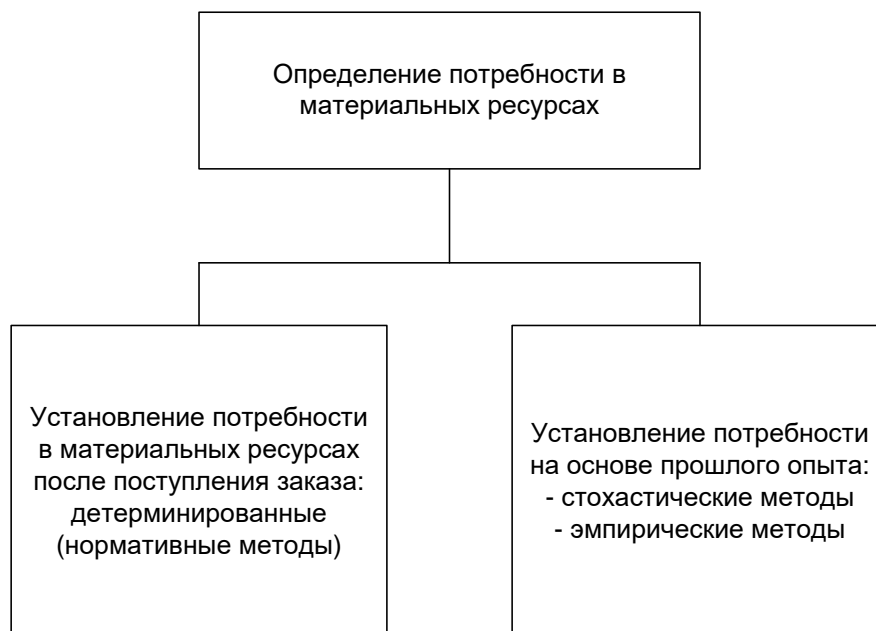 Определение потребности в
материальных ресурсах
Установление потребности
в материальных ресурсах
после поступления заказа:
детерминированные
(нормативные методы)
Установление потребности
на основе прошлого опыта:
- стохастические методы
- эмпирические методы